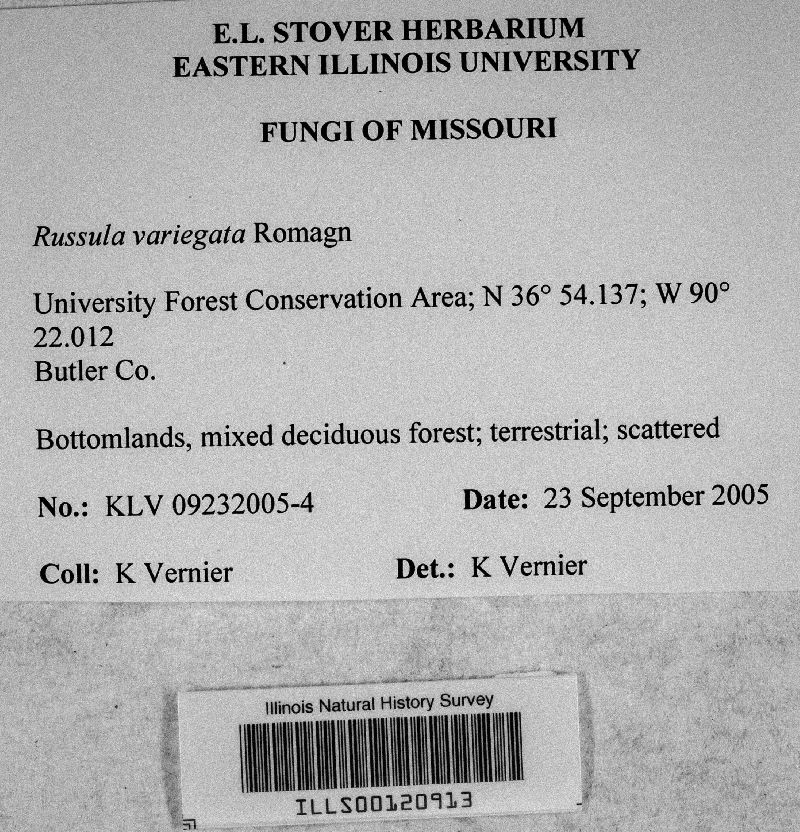 E.L. STOVER HERBARIUM
EASTERN ILLINOIS UNIVERSITY
FUNGI OF MISSOURI
Russula variegata Romagn
University Forest Conservation Area; N 36° 54.137; W 90°
22.012
Butler Co.
Bottomlands, mixed deciduous forest; terrestrial; scattered
No.: KLV 09232005-4 Date: 23 September 2005
Coll: K Vernier Det.: K Vernier
Illinois Natural History Survey
ILLS00120913